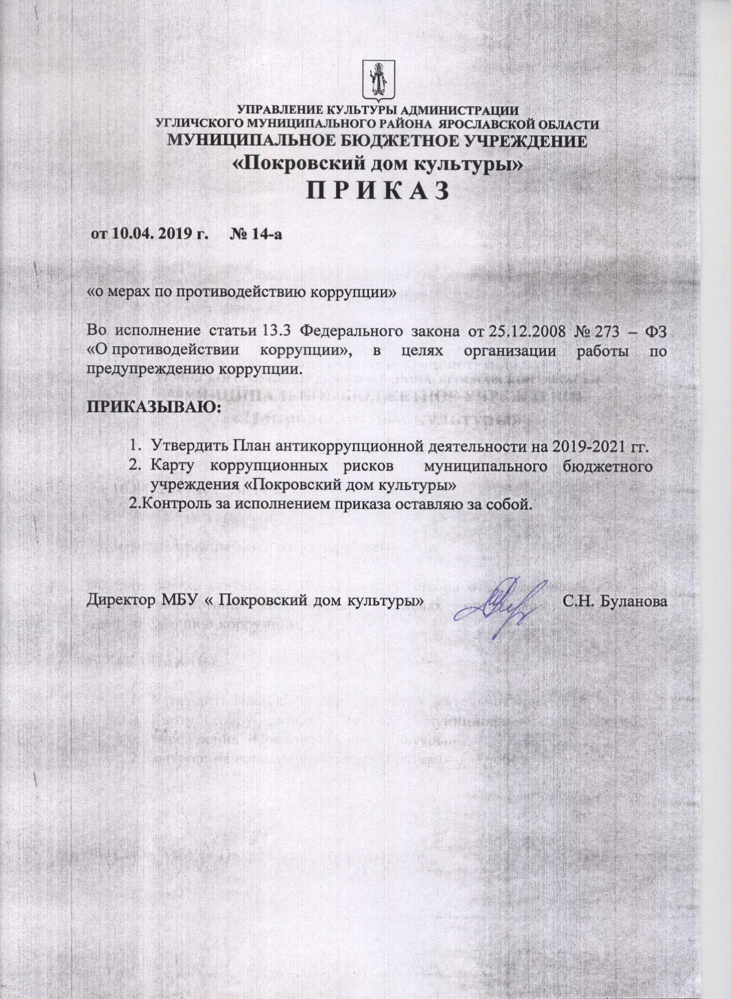 УПРАВЛЕНИЕ КУЛЬТУРЫ АДМИНИСТРАЦИИ
УГЛИЧСКОГО МУНИЦИПАЛЬНОГО РАЙОНА ЯРОСЛАВСКОЙ ОБЛАСТИ
МУНИЦИПАЛЬНОЕ БЮДЖЕТНОЕ УЧРЕЖДЕНИЕ
«Покровский дом культуры»
П Р И К А З
от 10.04. 2019 г. № 14-а
«о мерах по противодействию коррупции»
Во исполнение статьи 13.3 Федерального закона от 25.12.2008 № 273 – ФЗ
«О противодействии коррупции», в целях организации работы по
предупреждению коррупции.
ПРИКАЗЫВАЮ:
1. Утвердить План антикоррупционной деятельности на 2019-2021 гг.
2. Карту коррупционных рисков муниципального бюджетного
учреждения «Покровский дом культуры»
2.Контроль за исполнением приказа оставляю за собой.
Директор МБУ « Покровский дом культуры» С.Н. Буланова